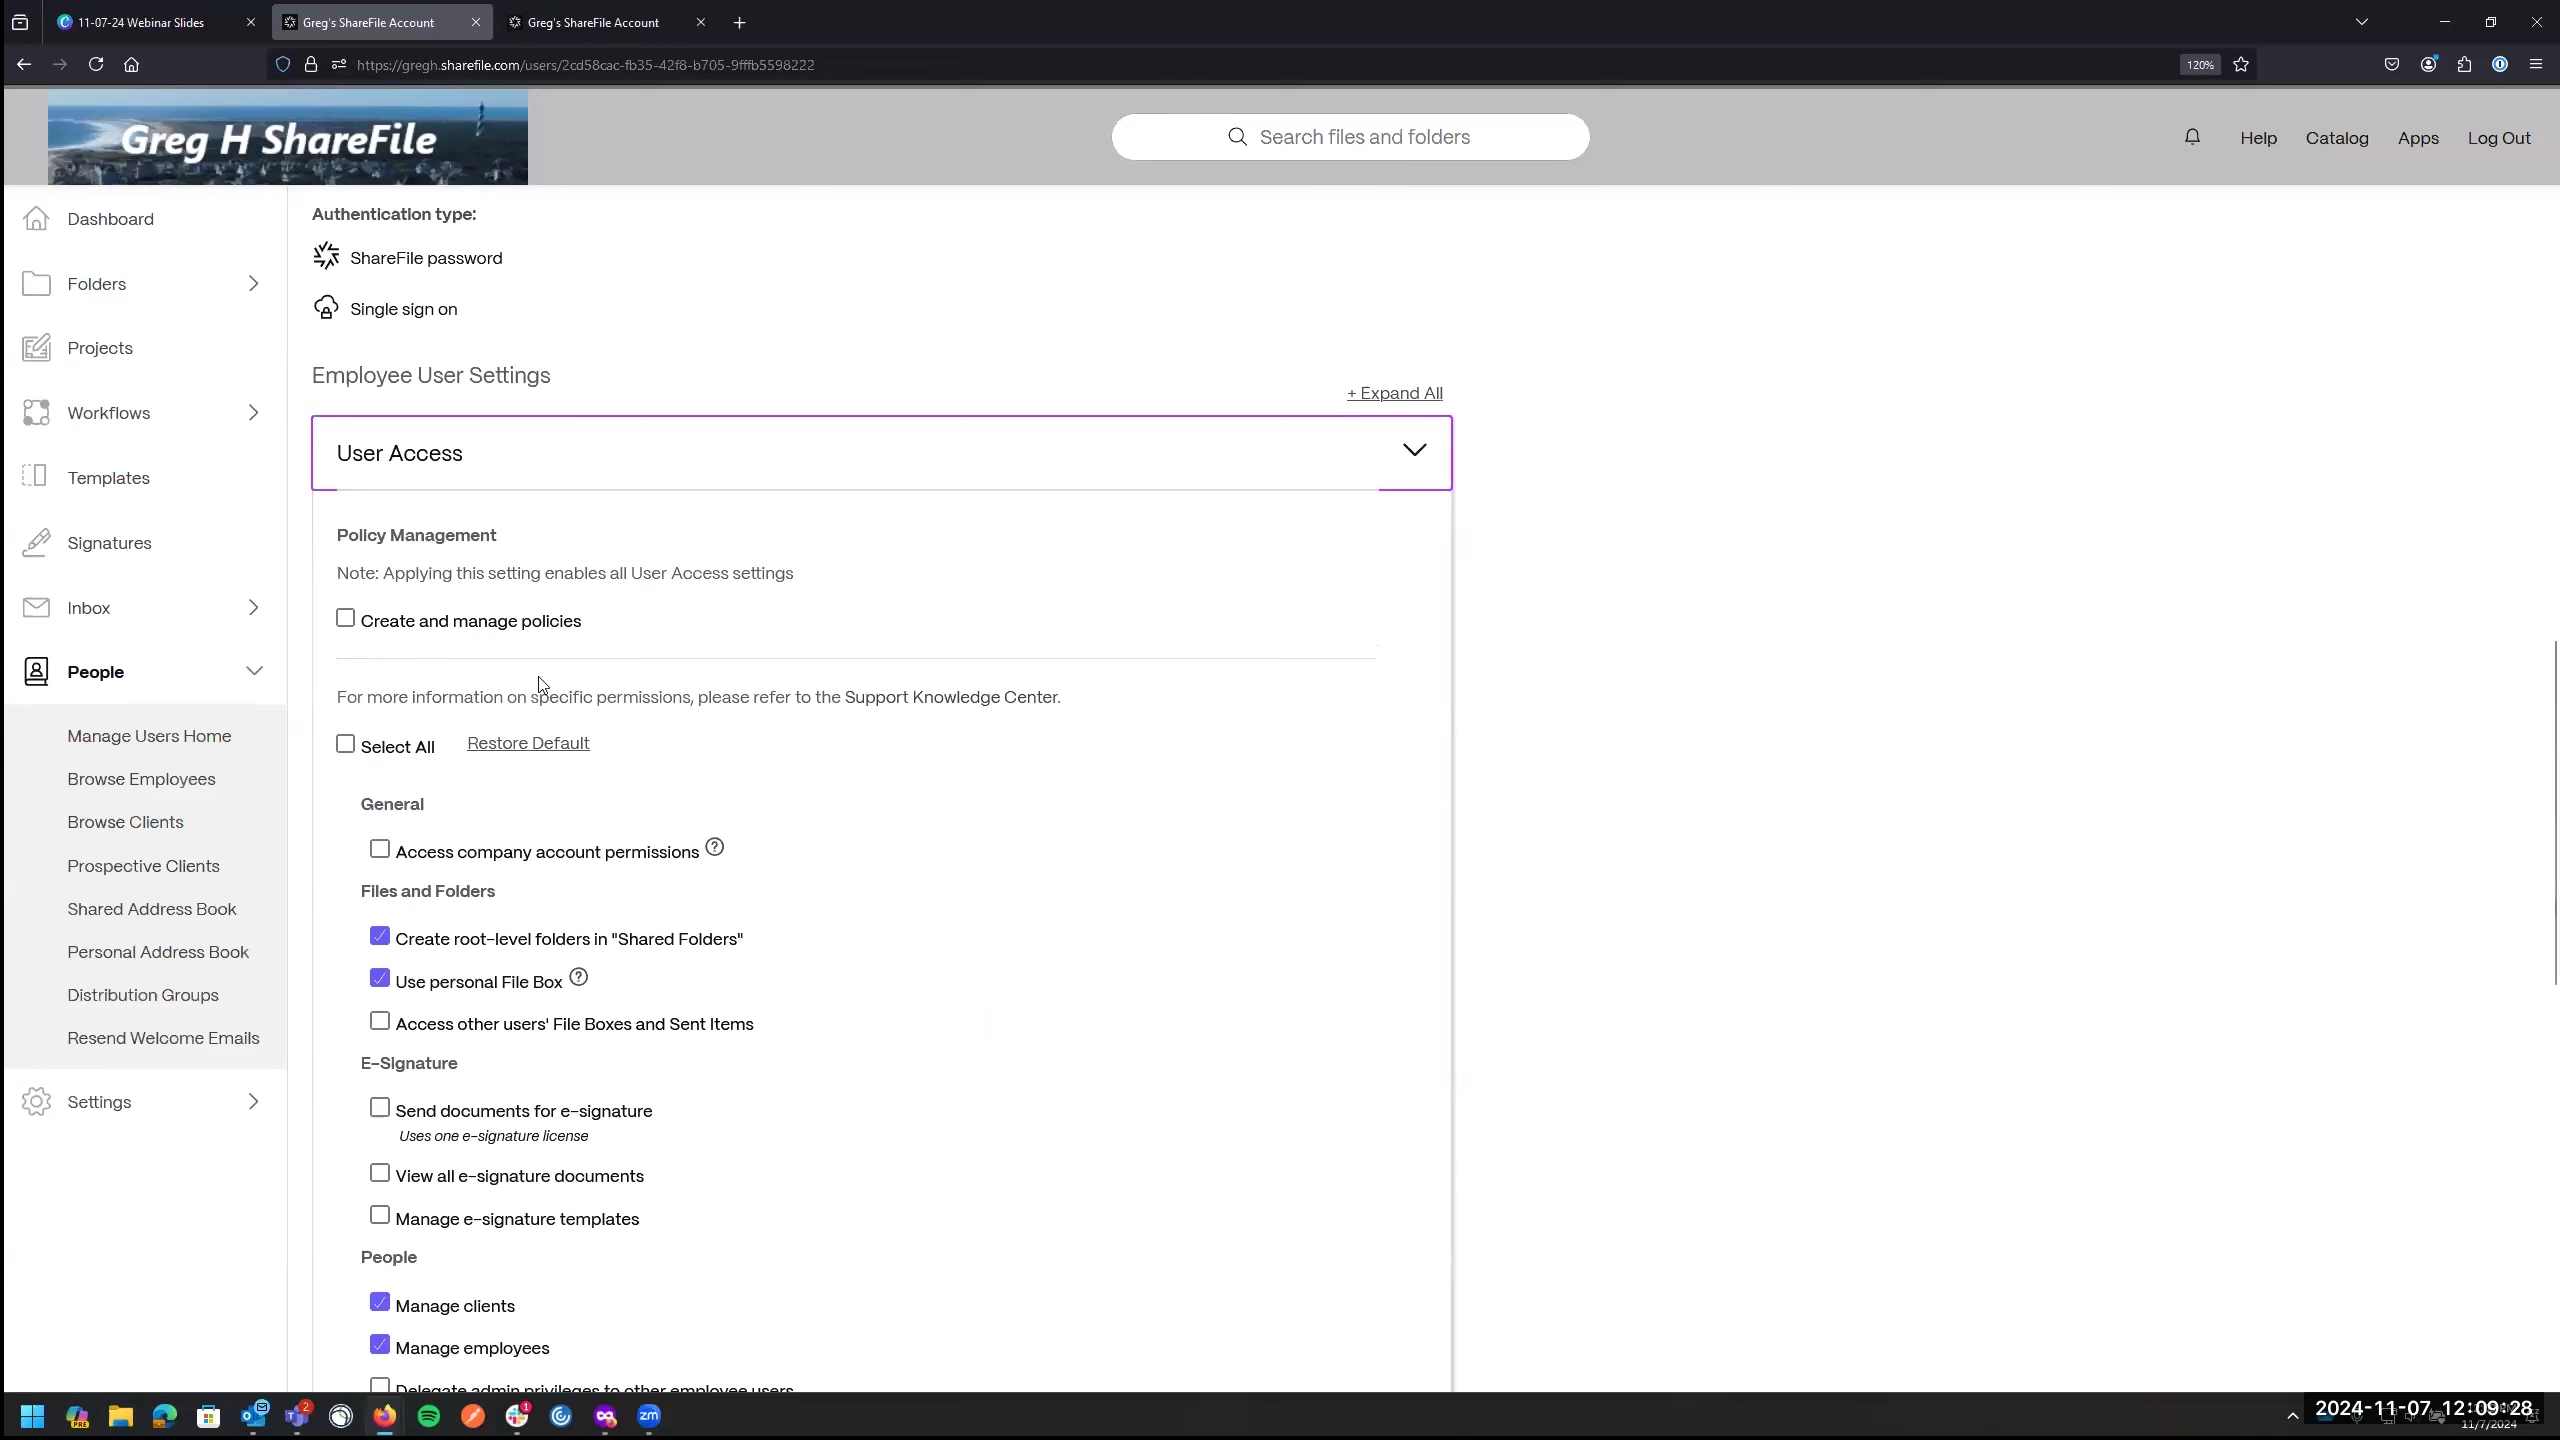 11-07-24 Webinar Slides
Greg's ShareFile Account
Greg's ShareFile Account
https://gregh.sharefile.com/users/2cd58cac-fb35-42f8-b705-9fffb5598222
120%
Greg H ShareFile
Search files and folders
Help
Catalog
Apps
Log Out
Dashboard
Folders
Projects
Workflows
Templates
Signatures
Inbox
People
Manage Users Home
Browse Employees
Browse Clients
Prospective Clients
Shared Address Book
Personal Address Book
Distribution Groups
Resend Welcome Emails
Settings
Authentication type:
ShareFile password
Single sign on
Employee User Settings
+ Expand All
User Access
Policy Management
Note: Applying this setting enables all User Access settings
Create and manage policies
For more information on specific permissions, please refer to the Support Knowledge Center.
Select All
Restore Default
General
Access company account permissions
Files and Folders
Create root-level folders in "Shared Folders"
Use personal File Box
Access other users' File Boxes and Sent Items
E-Signature
Send documents for e-signature
Uses one e-signature license
View all e-signature documents
Manage e-signature templates
People
Manage clients
Manage employees
Delegate admin privileges to other employee users
PRE
2
1
zm
2024-11-07 12:09:28
11/7/2024